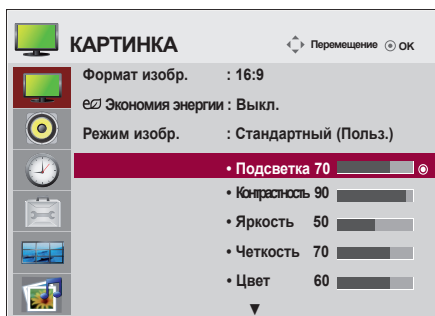 КАРТИНКА Перемещение ОК
Формат изобр. : 16:9
Экономия энергии : Выкл.
Режим изобр. : Стандартный (Польз.)
• Подсветка 70
• Контрастность 90
• Яркость 50
• Четкость 70
• Цвет 60